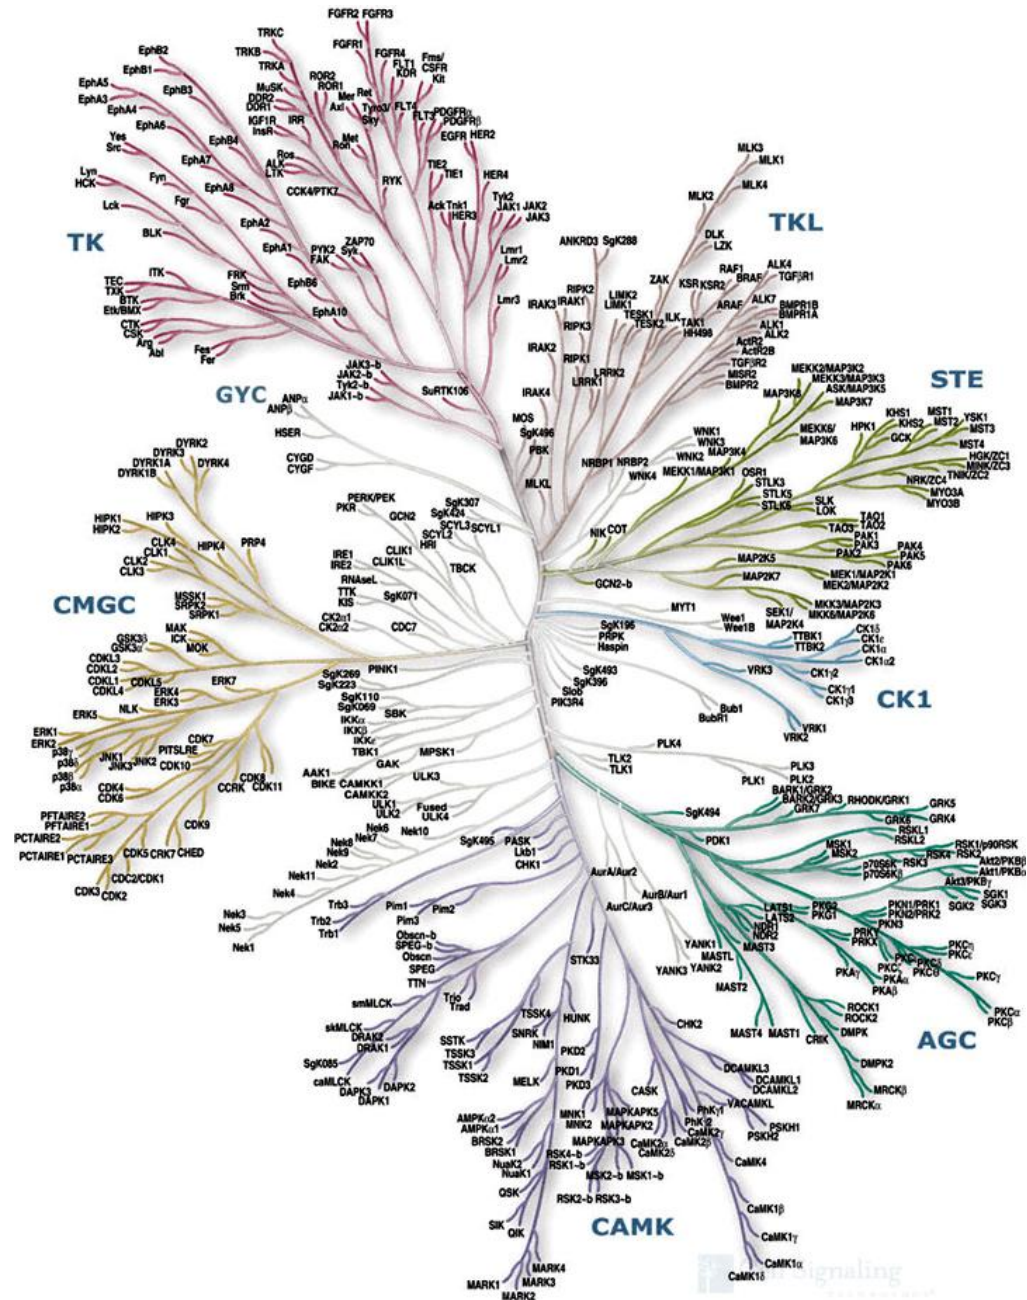 FGFR2 FGFR3
TRKC
EphB2
TRKB
FGFR1
FGFR4
Fms/
CSFR
EphB1
TRKA
FLT1
KDR
Kit
EphA5
EphB3
MuSK
ROR2
ROR1
Ret
Mer
EphA3
DDR2
Axl
Tyro3/
Sky
FLT4
PDGFRα
EphA4
DDR1
FLT3
PDGFRβ
EphA6
IGF1R
IRR
EGFR
HER2
Yes
InsR
Met
Src
EphB4
Ron
MLK3
EphA7
Ros
TIE2
MLK1
Lyn
Fyn
ALK
RYK
TIE1
HCK
LTK
HER4
MLK4
EphA8
CCK4/PTK7
Tyk2
MLK2
Lck
Fgr
Ack
Tnk1
JAK1
JAK2
HER3
JAK3
TKL
EphA2
BLK
DLK
TK
ZAP70
LZK
EphA1
PYK2
Syk
Lmr1
ANKRD3
SgK288
FAK
Lmr2
ITK
FRK
ALK4
TEC
EphB6
ZAK
RAF1
TGFβR1
TXK
Srm
RIPK2
KSR
BRAF
BTK
Brk
Lmr3
LIMK2
KSR2
Etk/BMX
EphA10
IRAK3
IRAK1
LIMK1
ARAF
ALK7
BMPR1B
CTK
TESK1
ILK
BMPR1A
CSK
RIPK3
TESK2
TAK1
ALK1
Arg
HH498
ALK2
Abl
Fes
IRAK2
ActR2
Fer
RIPK1
ActR2B
JAK3~b
LRRK2
TGFβR2
JAK2~b
LRRK1
MISR2
MEKK2/MAP3K2
GYC
Tyk2~b
SuRTK106
IRAK4
BMPR2
MEKK3/MAP3K3
STE
JAK1~b
MAP3K8
ASK/MAP3K5
ANPα
MAP3K7
ANPβ
MOS
KHS1
MST1
HSER
SgK496
WNK1
HPK1
KHS2
MST2
YSK1
DYRK2
PBK
WNK3
MEKK6/
MAP3K6
GCK
MST3
DYRK3
CYGD
NRBP1
NRBP2
WNK2
MAP3K4
MST4
DYRK1A
DYRK4
CYGF
MEKK1/MAP3K1
OSR1
HGK/ZC1
DYRK1B
MLKL
WNK4
STLK3
MINK/ZC3
STLK5
TNIK/ZC2
PERK/PEK
SgK307
STLK6
SLK
NRK/ZC4
HIPK1
HIPK3
PKR
SgK424
LOK
MYO3A
HIPK2
GCN2
SCYL3
SCYL1
TAO1
MYO3B
CLK4
HIPK4
PRP4
SCYL2
NIK
COT
TAO3
TAO2
CLK1
IRE1
CLIK1
HRI
PAK1
PAK3
PAK4
CLK2
IRE2
CLIK1L
TBCK
MAP2K5
PAK2
PAK5
CLK3
RNAseL
PAK6
TTK
SgK071
GCN2~b
MAP2K7
MEK1/MAP2K1
KIS
MEK2/MAP2K2
CMGC
MSSK1
MYT1
MKK3/MAP2K3
SRPK2
CK2α1
SEK1/
MAP2K4
MKK6/MAP2K6
SRPK1
CK2α2
CDC7
SgK196
Wee1
MAK
Wee1B
TTBK1
CK1δ
GSK3β
ICK
PRPK
TTBK2
CK1ε
GSK3α
MOK
Haspin
CK1α
CDKL3
PINK1
CK1α2
CDKL2
SgK269
SgK493
VRK3
CK1γ2
CDKL1
CDKL5
ERK7
SgK223
SgK396
CK1γ1
CDKL4
ERK4
SgK110
Slob
CK1γ3
CK1
ERK3
SgK069
PIK3R4
Bub1
NLK
SBK
BubR1
ERK5
IKKα
VRK1
ERK1
CDK7
IKKβ
VRK2
ERK2
PITSLRE
IKKε
PLK4
p38γ
JNK1
JNK2
TBK1
MPSK1
TLK2
p38δ
JNK3
CDK10
GAK
TLK1
PLK3
p38β
CDK8
AAK1
PLK1
PLK2
p38α
CDK4
CCRK
CDK11
BIKE
CAMKK1
ULK3
BARK1/GRK2
CDK6
CAMKK2
BARK2/GRK3
RHODK/GRK1
GRK5
ULK1
Fused
SgK494
GRK7
GRK4
PFTAIRE2
ULK2
ULK4
GRK6
PFTAIRE1
CDK9
Nek6
RSKL1
PCTAIRE2
Nek10
RSKL2
Nek8
Nek7
SgK495
PASK
PDK1
MSK1
RSK1/p90RSK
PCTAIRE1
CDK5
CRK7
CHED
Nek9
Lkb1
MSK2
RSK4
RSK2
PCTAIRE3
Nek2
CHK1
p70S6K
RSK3
Akt2/PKBβ
CDC2/CDK1
Nek11
AurA/Aur2
p70S6Kβ
Akt1/PKBα
CDK3
CDK2
Akt3/PKBγ
Nek4
AurB/Aur1
SGK1
Trb3
Pim1
AurC/Aur3
LATS1
PKG2
SGK2
SGK3
Nek3
Trb2
Pim2
LATS2
PKG1
PKN1/PRK1
Nek5
Trb1
Pim3
NDR1
PKN2/PRK2
NDR2
PKN3
Nek1
Obscn~b
YANK1
MAST3
PRKY
SPEG~b
MASTL
PRKX
PKCη
Obscn
STK33
YANK3
YANK2
PKCι
PKCδ
PKCε
SPEG
MAST2
PKAγ
PKCζ
PKCθ
PKCγ
TTN
PKAα
PKAβ
smMLCK
Trio
ROCK1
PKCα
Trad
TSSK4
HUNK
ROCK2
PKCβ
skMLCK
CHK2
MAST4
MAST1
DMPK
DRAK2
SSTK
SNRK
CRIK
AGC
DRAK1
TSSK3
NIM1
PKD2
SgK085
TSSK1
DCAMKL3
DMPK2
caMLCK
DAPK2
TSSK2
PKD1
DCAMKL1
DAPK3
MELK
PKD3
CASK
DCAMKL2
MRCKβ
DAPK1
MRCKα
PhKγ1
VACAMKL
AMPKα2
MNK1
MAPKAPK5
PhKγ2
PSKH1
AMPKα1
MNK2
MAPKAPK2
CaMK2γ
PSKH2
BRSK2
MAPKAPK3
CaMK2α
CaMK2β
BRSK1
RSK4~b
CaMK2δ
NuaK2
RSK1~b
CaMK4
NuaK1
MSK2~b
MSK1~b
QSK
RSK2~b
RSK3~b
CaMK1β
SIK
CAMK
QIK
CaMK1γ
MARK4
CaMK1α
MARK1
MARK3
CaMK1δ
MARK2
Signaling